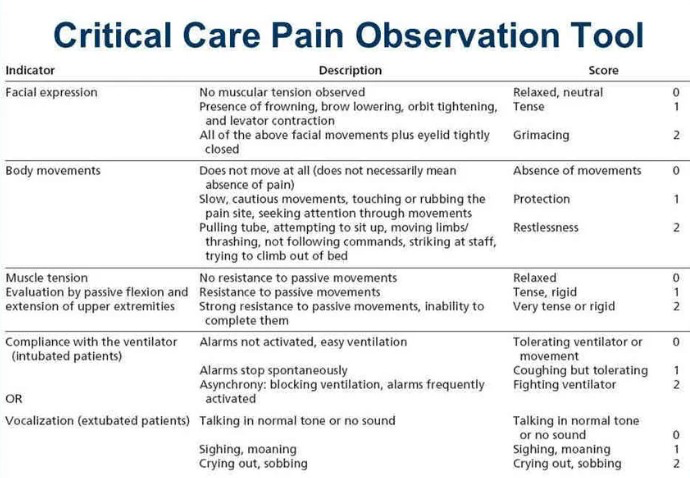 Critical Care Pain Observation Tool
Indicator Description Score
Facial expression No muscular tension observed Relaxed, neutral 0
Presence of frowning, brow lowering, orbit tightening, Tense 1
and levator contraction
All of the above facial movements plus eyelid tightly Grimacing 2
closed
Body movements Does not move at all (does not necessarily mean Absence of movements 0
absence of pain)
Slow, cautious movements, touching or rubbing the Protection 1
pain site, seeking attention through movements
Pulling tube, attempting to sit up, moving limbs/ Restlessness 2
thrashing, not following commands, striking at staff,
trying to climb out of bed
Muscle tension No resistance to passive movements Relaxed 0
Evaluation by passive flexion and Resistance to passive movements Tense, rigid 1
extension of upper extremities Strong resistance to passive movements, inability to Very tense or rigid 2
complete them
Compliance with the ventilator Alarms not activated, easy ventilation Tolerating ventilator or 0
(intubated patients) movement
Alarms stop spontaneously Coughing but tolerating 1
Asynchrony: blocking ventilation, alarms frequently Fighting ventilator 2
OR activated
Vocalization (extubated patients) Talking in normal tone or no sound Talking in normal tone
or no sound 0
Sighing, moaning Sighing, moaning 1
Crying out, sobbing Crying out, sobbing 2